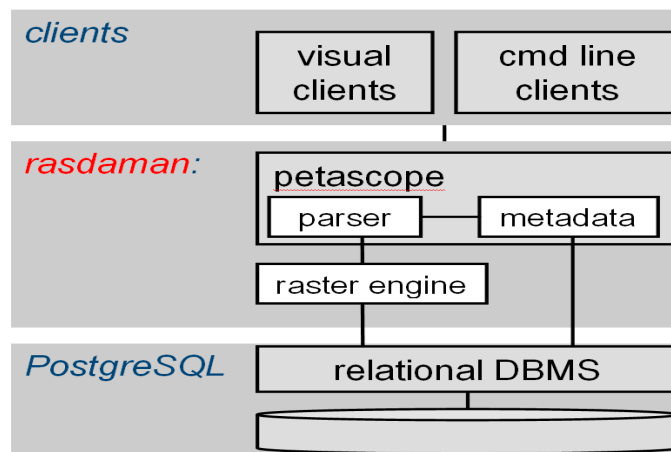 clients
visual
clients
cmd line
clients
rasdaman:
petascope
parser
metadata
raster engine
PostgreSQL
relational DBMS